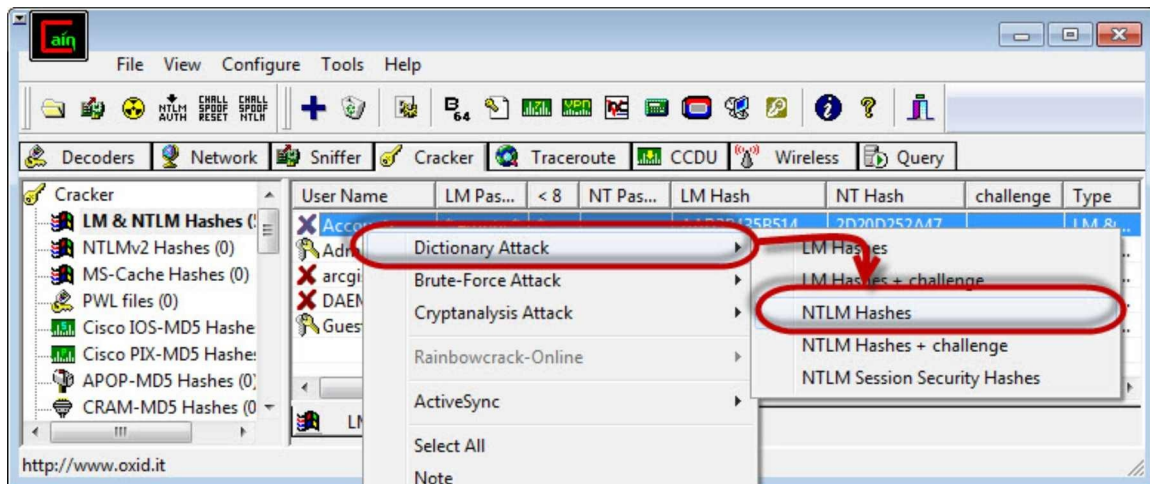 Cain
File View Configure Tools Help
NTLM AUTH
CHALL SPOOF RESET
CHALL SPOOF NTLM
B64
Decoders Network Sniffer Cracker Traceroute CCDU Wireless Query
Cracker
LM & NTLM Hashes (
NTLMv2 Hashes (0)
MS-Cache Hashes (0)
PWL files (0)
Cisco IOS-MD5 Hashe
Cisco PIX-MD5 Hashe
APOP-MD5 Hashes (0)
CRAM-MD5 Hashes (0
User Name LM Pas... < 8 NT Pas... LM Hash NT Hash challenge Type
2D20D252A47 LM &...
Adm
arcgi
DAEM
Gues
LM
Dictionary Attack
Brute-Force Attack
Cryptanalysis Attack
Rainbowcrack-Online
ActiveSync
Select All
Note
LM Hashes
LM Hashes + challenge
NTLM Hashes
NTLM Hashes + challenge
NTLM Session Security Hashes
http://www.oxid.it